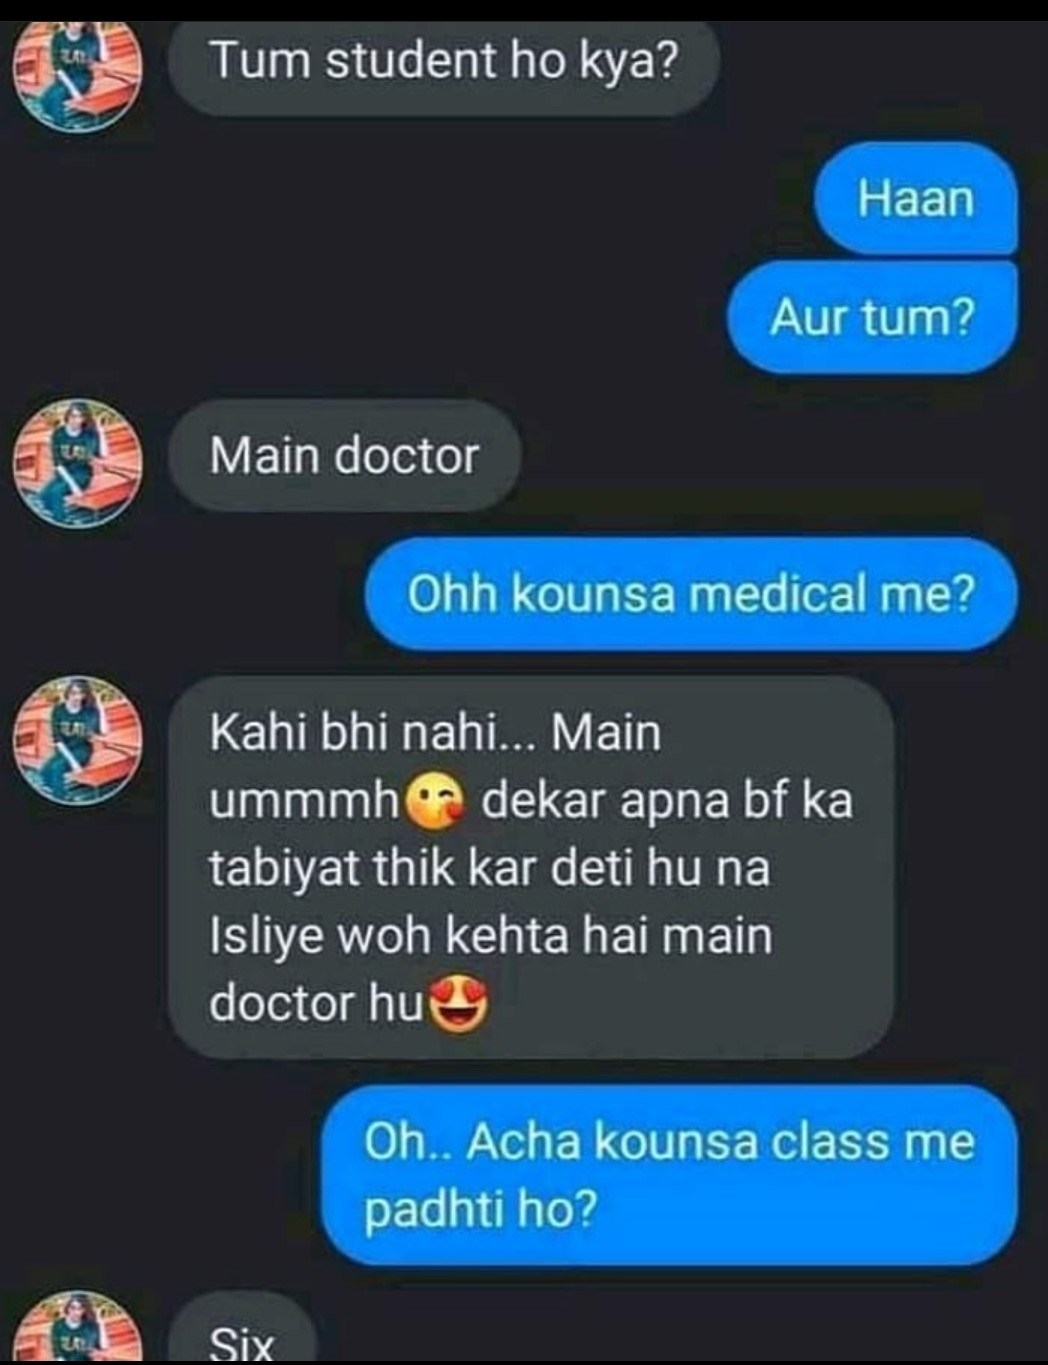 Tum student ho kya?
Haan
Aur tum?
Main doctor
Ohh kounsa medical me?
Kahi bhi nahi... Main
ummmh😘 dekar apna bf ka
tabiyat thik kar deti hu na
Isliye woh kehta hai main
doctor hu😍
Oh.. Acha kounsa class me
padhti ho?
Six